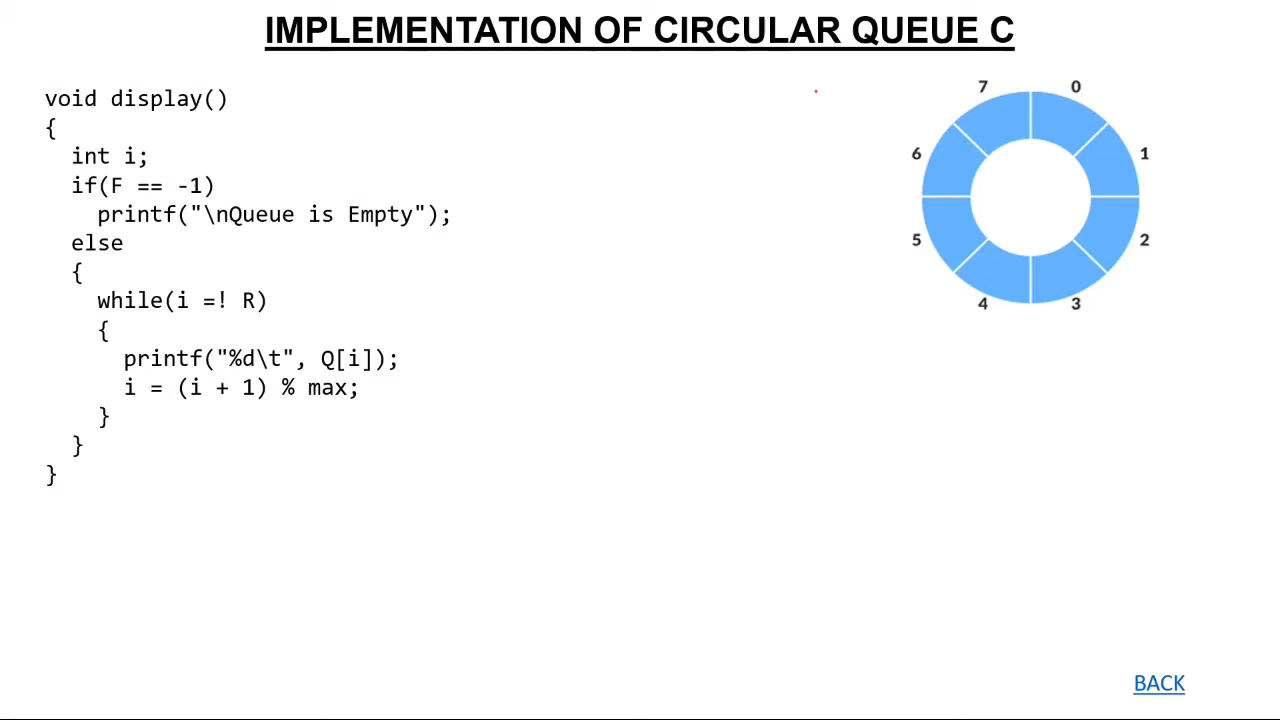 IMPLEMENTATION OF CIRCULAR QUEUE C
void display()
{
  int i;
  if(F == -1)
    printf("\nQueue is Empty");
  else
  {
    while(i =! R)
    {
      printf("%d\t", Q[i]);
      i = (i + 1) % max;
    }
  }
}
7 0
6 1
5 2
4 3
BACK